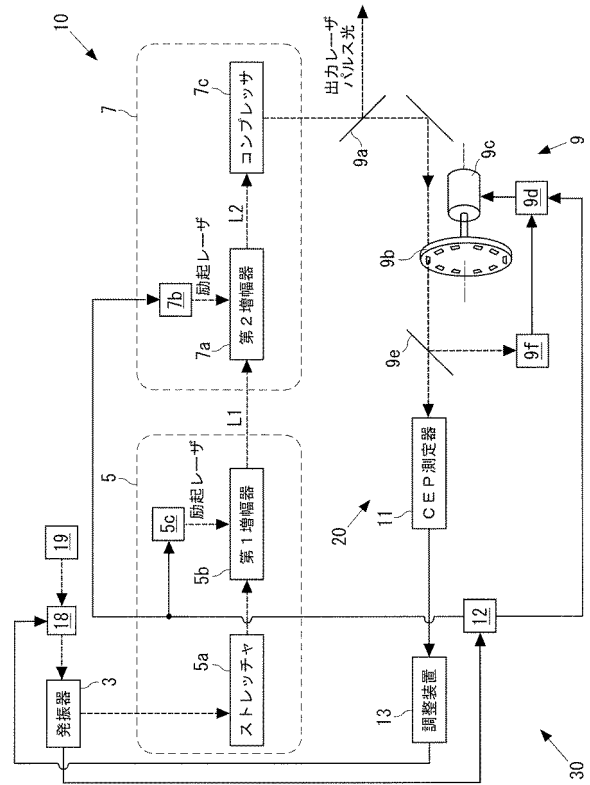 10
19
18
発振器
3
5
5c
励起レーザ
ストレッチャ
5a
第1増幅器
5b
L1
7
7b
励起レーザ
第2増幅器
7a
L2
コンプレッサ
7c
出力レーザ
パルス光
9a
9
9b
9c
9d
9e
9f
20
CEP測定器
11
12
調整装置
13
30